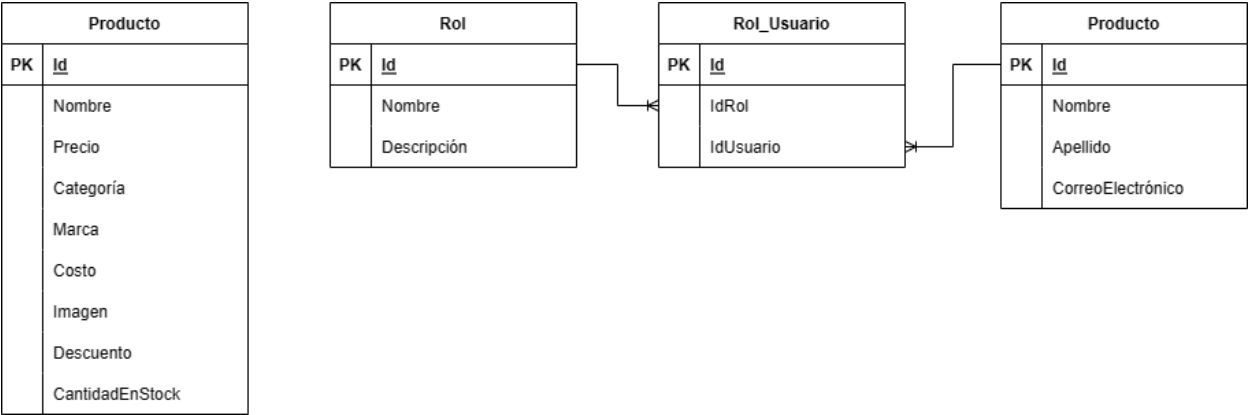 Producto
PK Id
Nombre
Precio
Categoría
Marca
Costo
Imagen
Descuento
CantidadEnStock
Rol
PK Id
Nombre
Descripción
Rol_Usuario
PK Id
IdRol
IdUsuario
Producto
PK Id
Nombre
Apellido
CorreoElectrónico